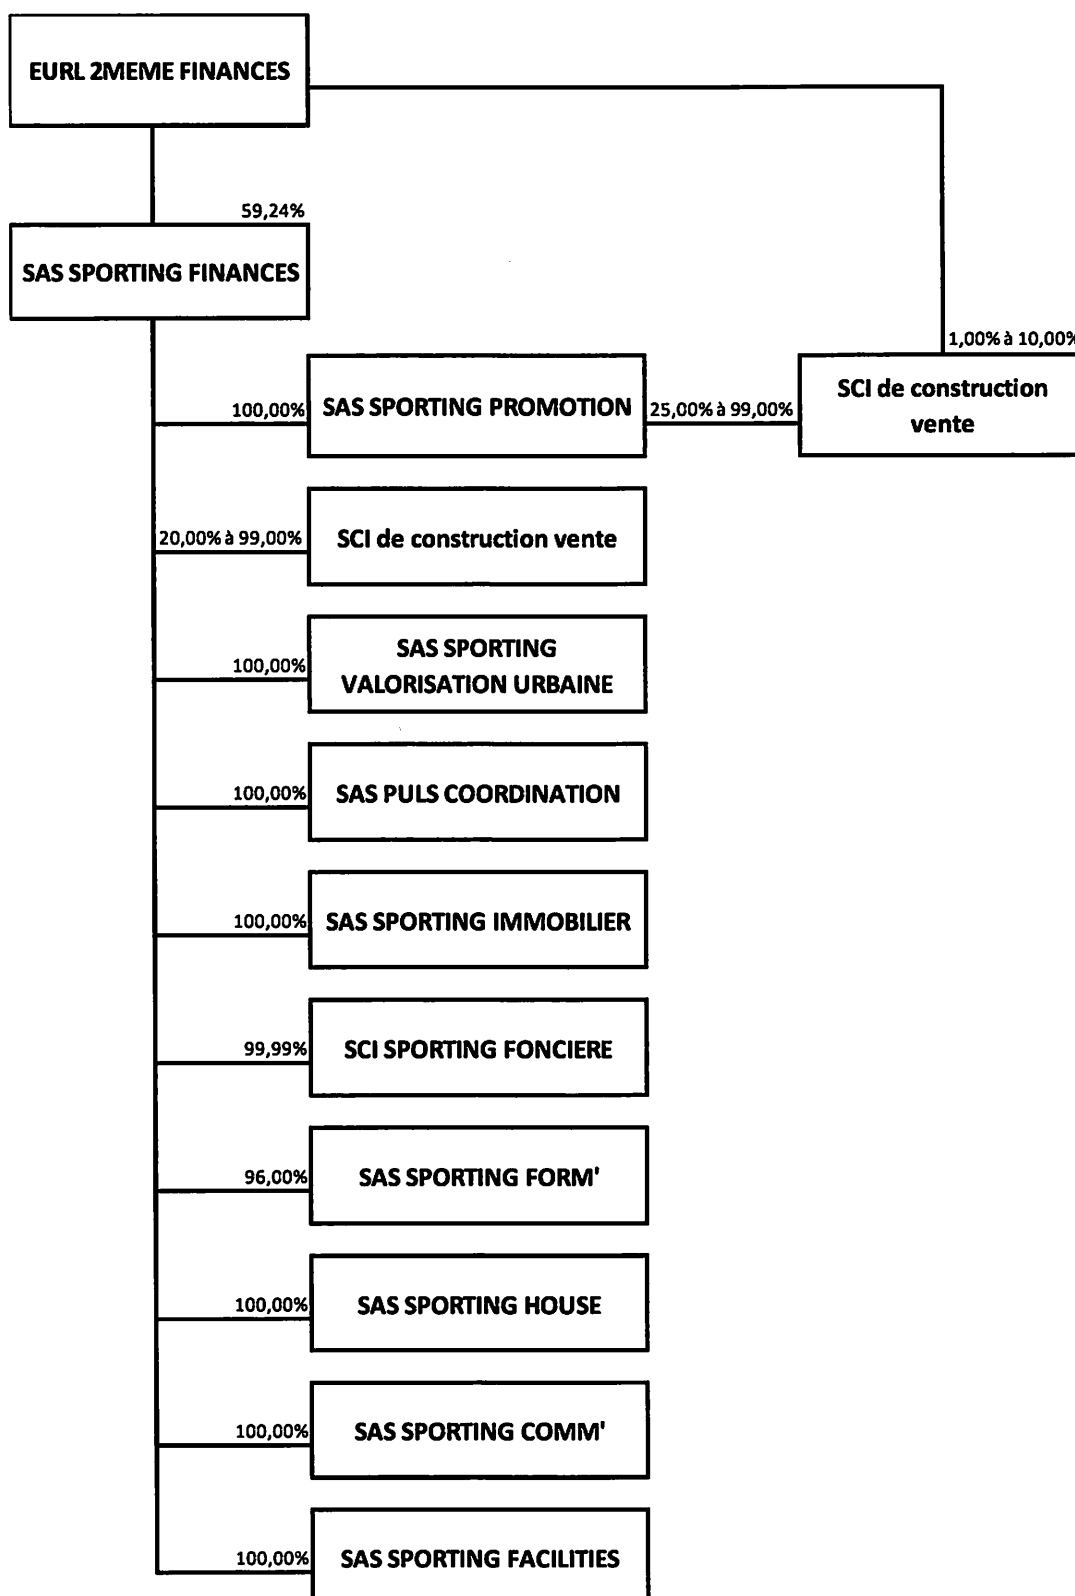 EURL 2MEME FINANCES
59,24%
SAS SPORTING FINANCES
1,00% à 10,00%
100,00%
SAS SPORTING PROMOTION
25,00% à 99,00%
SCI de construction
vente
20,00% à 99,00%
SCI de construction vente
SAS SPORTING
VALORISATION URBAINE
100,00%
100,00%
SAS PULS COORDINATION
100,00%
SAS SPORTING IMMOBILIER
99,99%
SCI SPORTING FONCIERE
96,00%
SAS SPORTING FORM'
100,00%
SAS SPORTING HOUSE
100,00%
SAS SPORTING COMM'
100,00%
SAS SPORTING FACILITIES